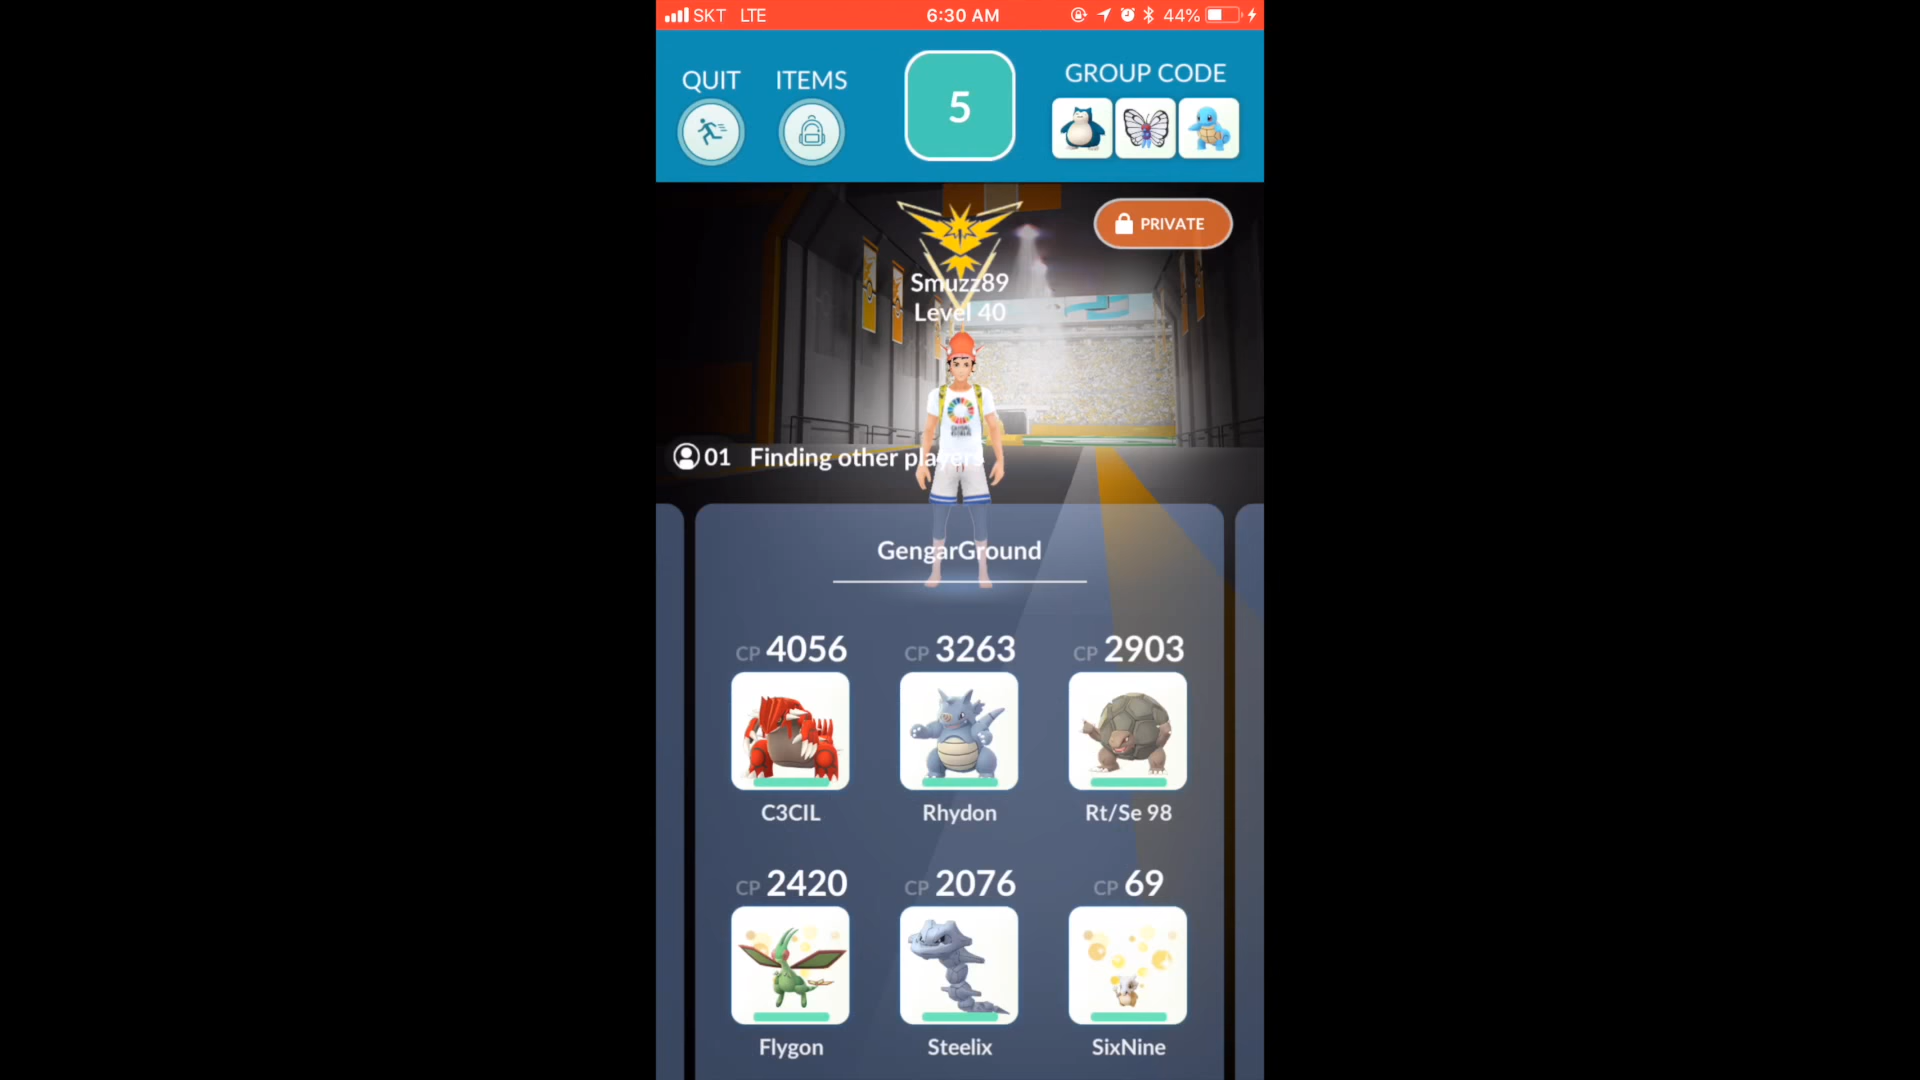 SKT LTE 6:30 AM 44%
QUIT ITEMS 5 GROUP CODE
PRIVATE
Smuzz89
Level 40
01 Finding other players
GengarGround
CP 4056 CP 3263 CP 2903
C3CIL Rhydon Rt/Se 98
CP 2420 CP 2076 CP 69
Flygon Steelix SixNine